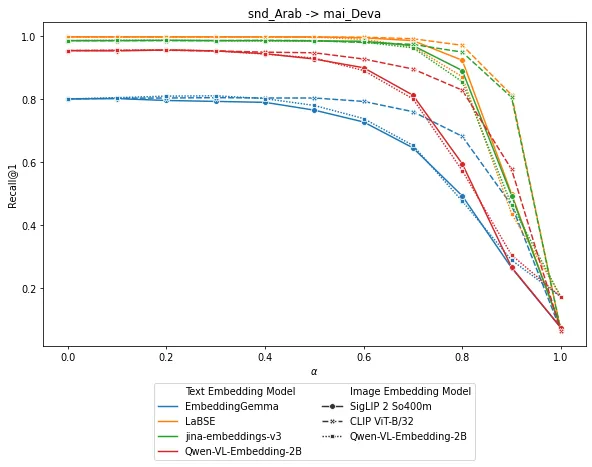 snd_Arab -> mai_Deva
Recall@1
1.0
0.8
0.6
0.4
0.2
0.0 0.2 0.4 0.6 0.8 1.0
α
Text Embedding Model Image Embedding Model
EmbeddingGemma SigLIP 2 So400m
LaBSE CLIP ViT-B/32
jina-embeddings-v3 Qwen-VL-Embedding-2B
Qwen-VL-Embedding-2B